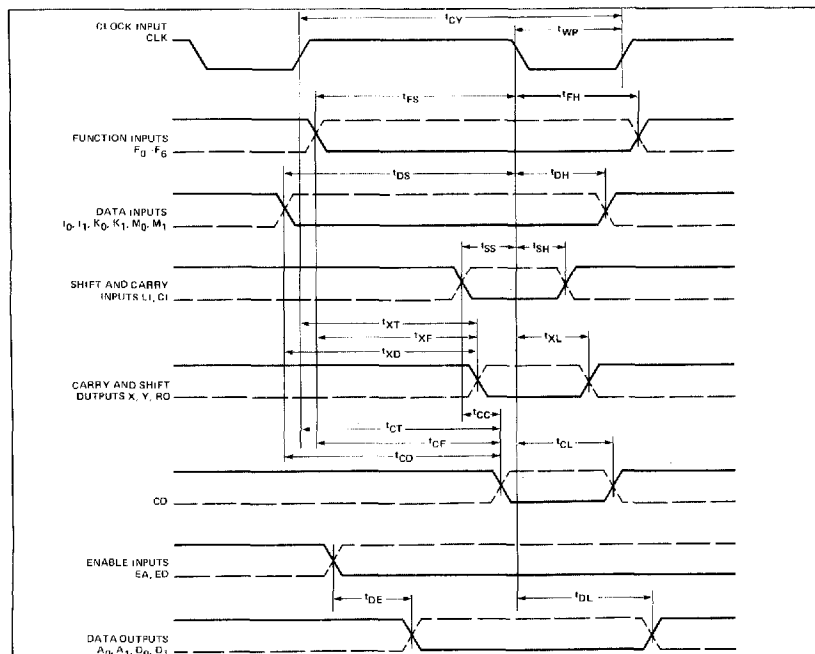 tCY
CLOCK INPUT
CLK
tWP
tFS
tFH
FUNCTION INPUTS
F0 - F6
tDS
tDH
DATA INPUTS
I0, I1, K0, K1, M0, M1
tSS
tSH
SHIFT AND CARRY
INPUTS LI, CI
tXT
tXF
tXD
tXL
CARRY AND SHIFT
OUTPUTS X, Y, RO
tCC
tCT
tCF
tCD
tCL
CO
ENABLE INPUTS
EA, ED
tDE
tDL
DATA OUTPUTS
A0, A1, D0, D1